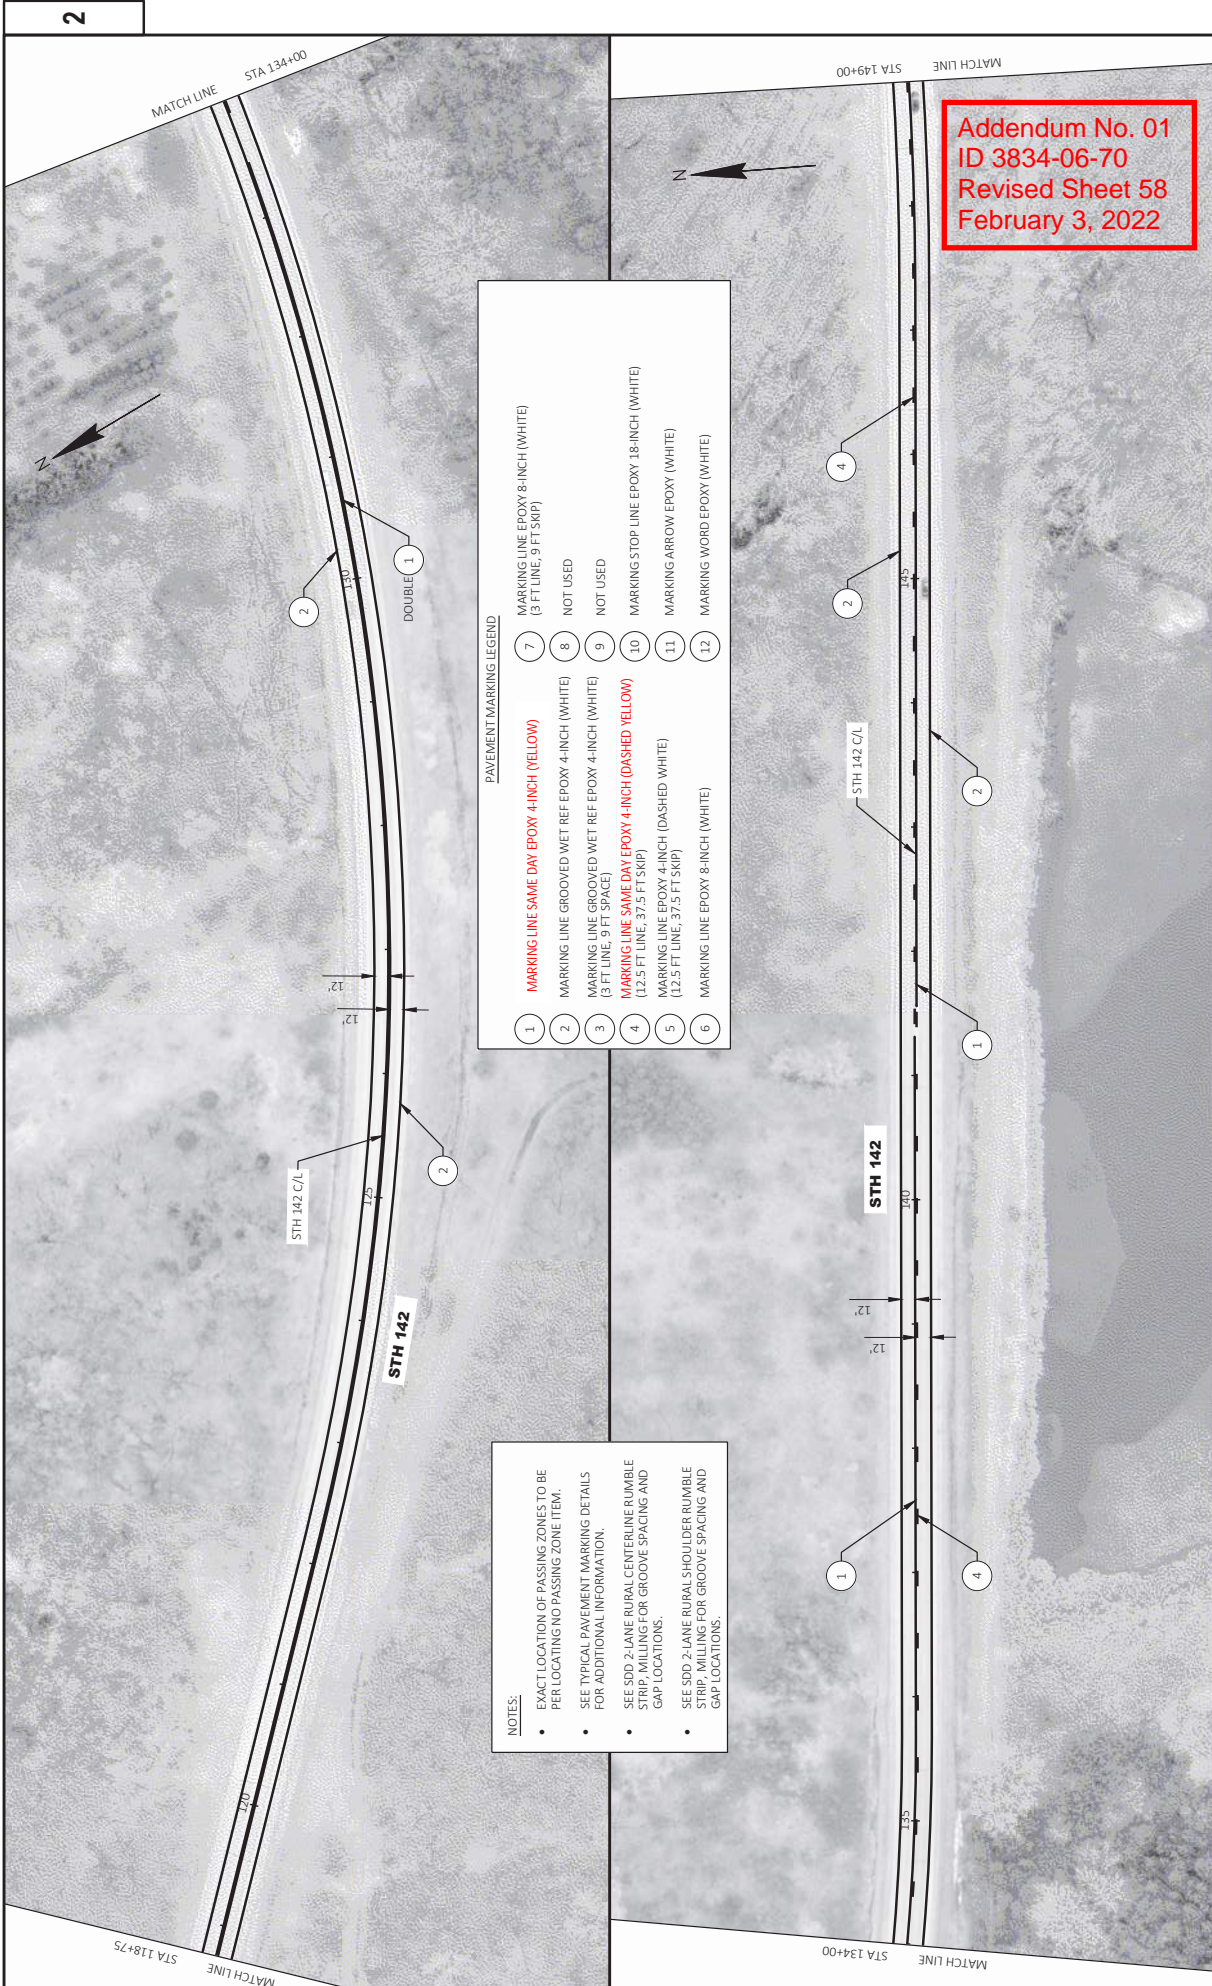 2
MATCH LINE
STA 134+00
N
2
130
DOUBLE 1
12'
12'
STH 142 C/L
125
2
STH 142
120
STA 118+75
MATCH LINE
PAVEMENT MARKING LEGEND
1 MARKING LINE SAME DAY EPOXY 4-INCH (YELLOW)
2 MARKING LINE GROOVED WET REF EPOXY 4-INCH (WHITE)
3 MARKING LINE GROOVED WET REF EPOXY 4-INCH (WHITE)
(3 FT LINE, 9 FT SPACE)
4 MARKING LINE SAME DAY EPOXY 4-INCH (DASHED YELLOW)
(12.5 FT LINE, 37.5 FT SKIP)
5 MARKING LINE EPOXY 4-INCH (DASHED WHITE)
(12.5 FT LINE, 37.5 FT SKIP)
6 MARKING LINE EPOXY 8-INCH (WHITE)
7 MARKING LINE EPOXY 8-INCH (WHITE)
(3 FT LINE, 9 FT SKIP)
8 NOT USED
9 NOT USED
10 MARKING STOP LINE EPOXY 18-INCH (WHITE)
11 MARKING ARROW EPOXY (WHITE)
12 MARKING WORD EPOXY (WHITE)
NOTES:
• EXACT LOCATION OF PASSING ZONES TO BE
PER LOCATING NO PASSING ZONE ITEM.
• SEE TYPICAL PAVEMENT MARKING DETAILS
FOR ADDITIONAL INFORMATION.
• SEE SDD 2-LANE RURAL CENTERLINE RUMBLE
STRIP, MILLING FOR GROOVE SPACING AND
GAP LOCATIONS.
• SEE SDD 2-LANE RURAL SHOULDER RUMBLE
STRIP, MILLING FOR GROOVE SPACING AND
GAP LOCATIONS.
STA 149+00
MATCH LINE
Addendum No. 01
ID 3834-06-70
Revised Sheet 58
February 3, 2022
N
4
2
145
STH 142 C/L
2
1
STH 142
140
12'
12'
1
4
135
STA 134+00
MATCH LINE